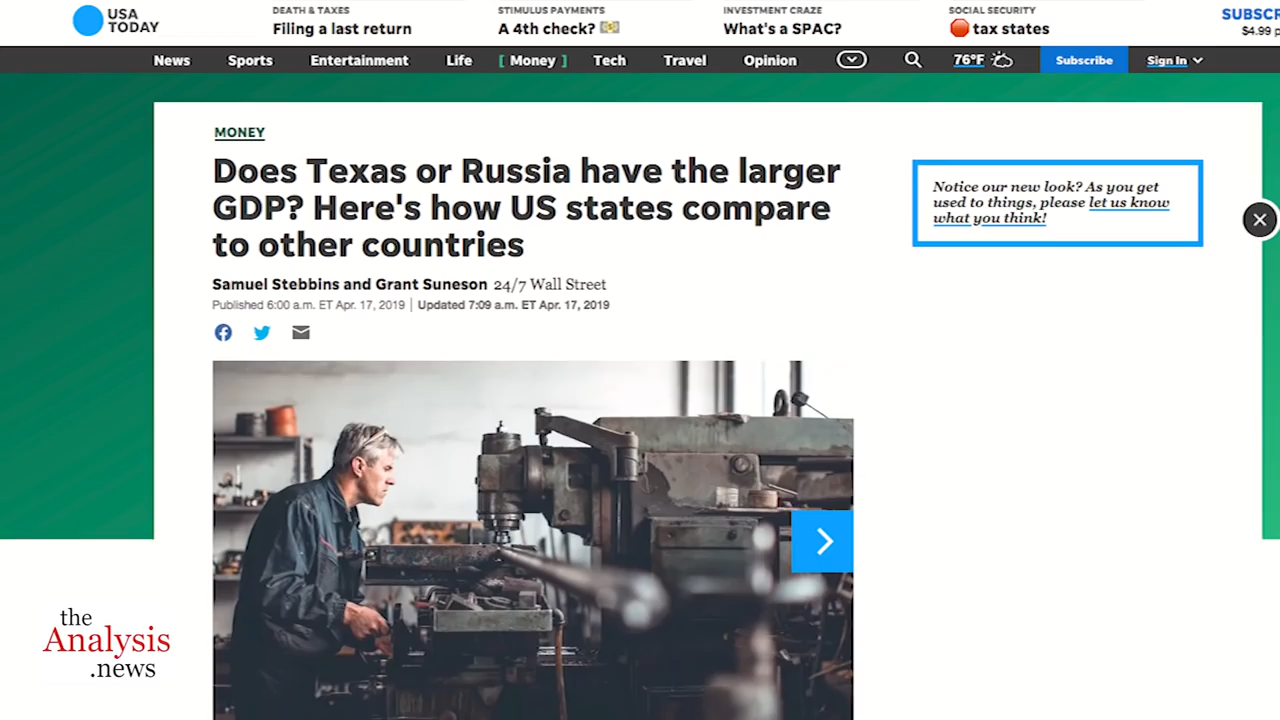 USA
TODAY
DEATH & TAXES
Filing a last return
STIMULUS PAYMENTS
A 4th check?
INVESTMENT CRAZE
What's a SPAC?
SOCIAL SECURITY
tax states
SUBSCR
$4.99 p
News
Sports
Entertainment
Life
[ Money ]
Tech
Travel
Opinion
76°F
Subscribe
Sign In
MONEY
Does Texas or Russia have the larger
GDP? Here's how US states compare
to other countries
Samuel Stebbins and Grant Suneson 24/7 Wall Street
Published 6:00 a.m. ET Apr. 17, 2019 | Updated 7:09 a.m. ET Apr. 17, 2019
Notice our new look? As you get
used to things, please let us know
what you think!
the
Analysis
.news